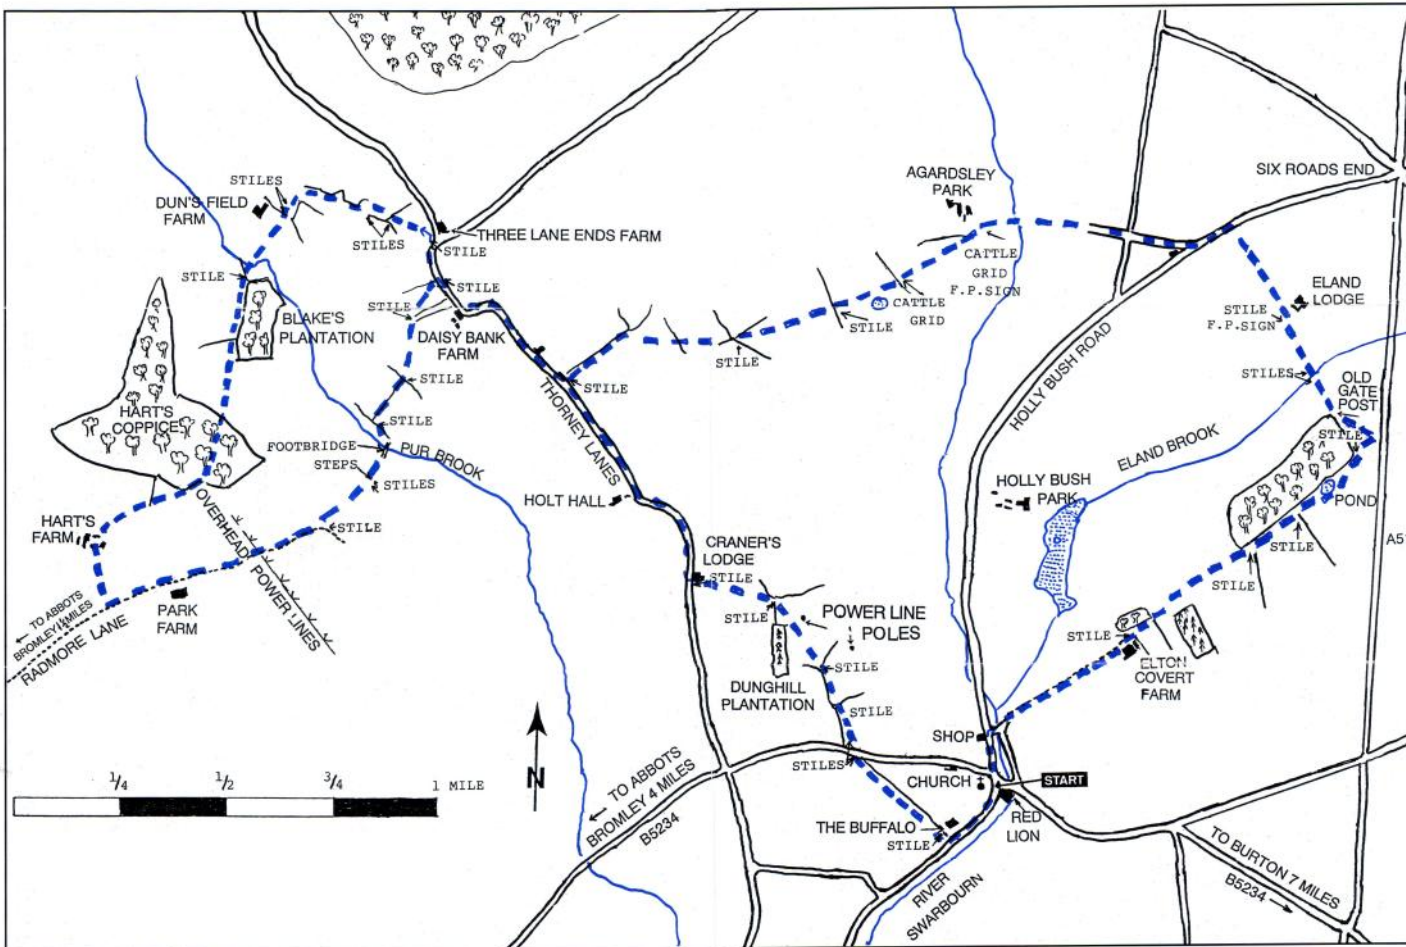 STILES
DUN'S FIELD
FARM
STILES
THREE LANE ENDS FARM
STILE
STILE
STILE
STILE
BLAKE'S
PLANTATION
DAISY BANK
FARM
HART'S
COPPICE
STILE
STILE
FOOTBRIDGE
PUR BROOK
STEPS
STILES
STILE
HART'S
FARM
OVERHEAD POWER LINES
PARK
FARM
TO ABBOTS
RADMORE LANE
THORNEY LANES
STILE
HOLT HALL
CRANER'S
LODGE
STILE
STILE
POWER LINE
POLES
STILE
DUNGHILL
PLANTATION
STILE
STILES
AGARDSLEY
PARK
CATTLE
GRID
F.P.SIGN
CATTLE
GRID
STILE
STILE
SIX ROADS END
ELAND
LODGE
STILE
F.P.SIGN
STILES
OLD
GATE
POST
STILE
HOLLY BUSH ROAD
ELAND BROOK
HOLLY BUSH
PARK
POND
STILE
STILE
STILE
ELTON
COVERT
FARM
SHOP
CHURCH
START
RED
LION
THE BUFFALO
STILE
RIVER
SWARBOURN
TO ABBOTS
BROMLEY 4 MILES
B5234
TO BURTON 7 MILES
B5234
N
1/4
1/2
3/4
1 MILE